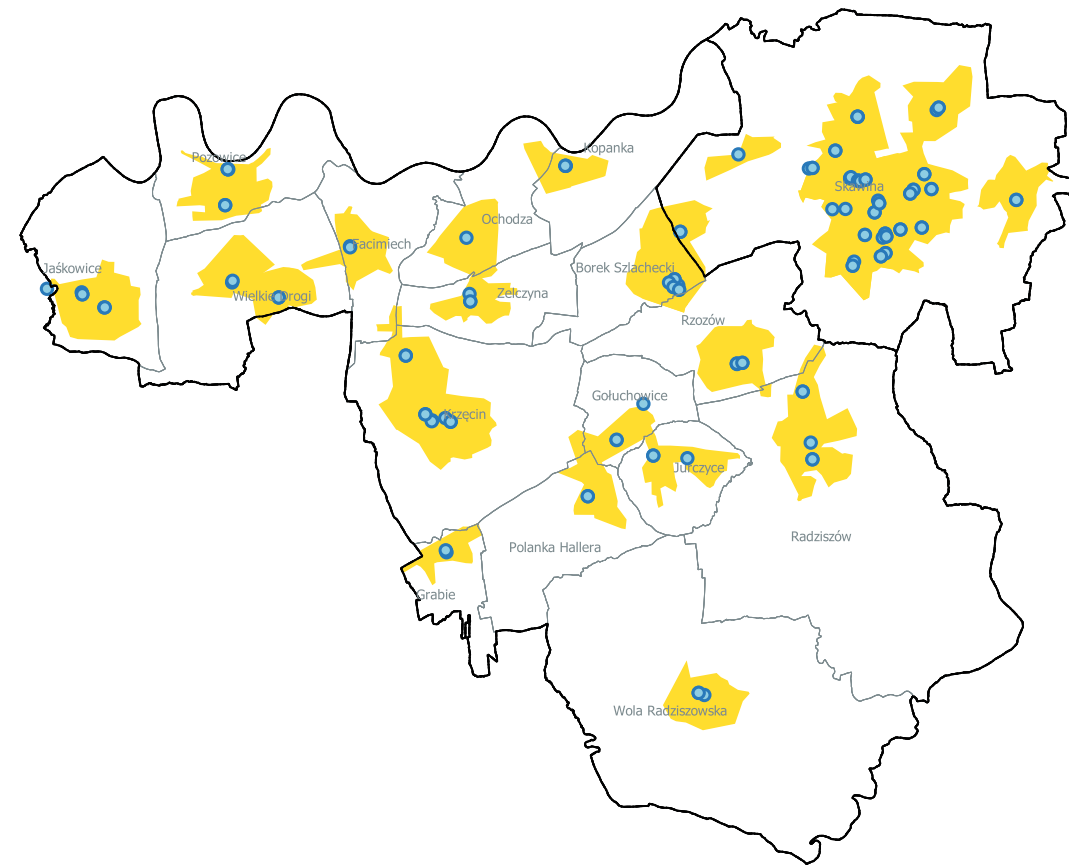 Kopanka
Pozowice
Skawina
Ochodza
Facimiech
Jaśkowice
Borek Szlachecki
Wielkie Drogi
Zelczyna
Rzozów
Gołuchowice
Krzęcin
Jurczyce
Radziszów
Polanka Hallera
Grabie
Wola Radziszowska